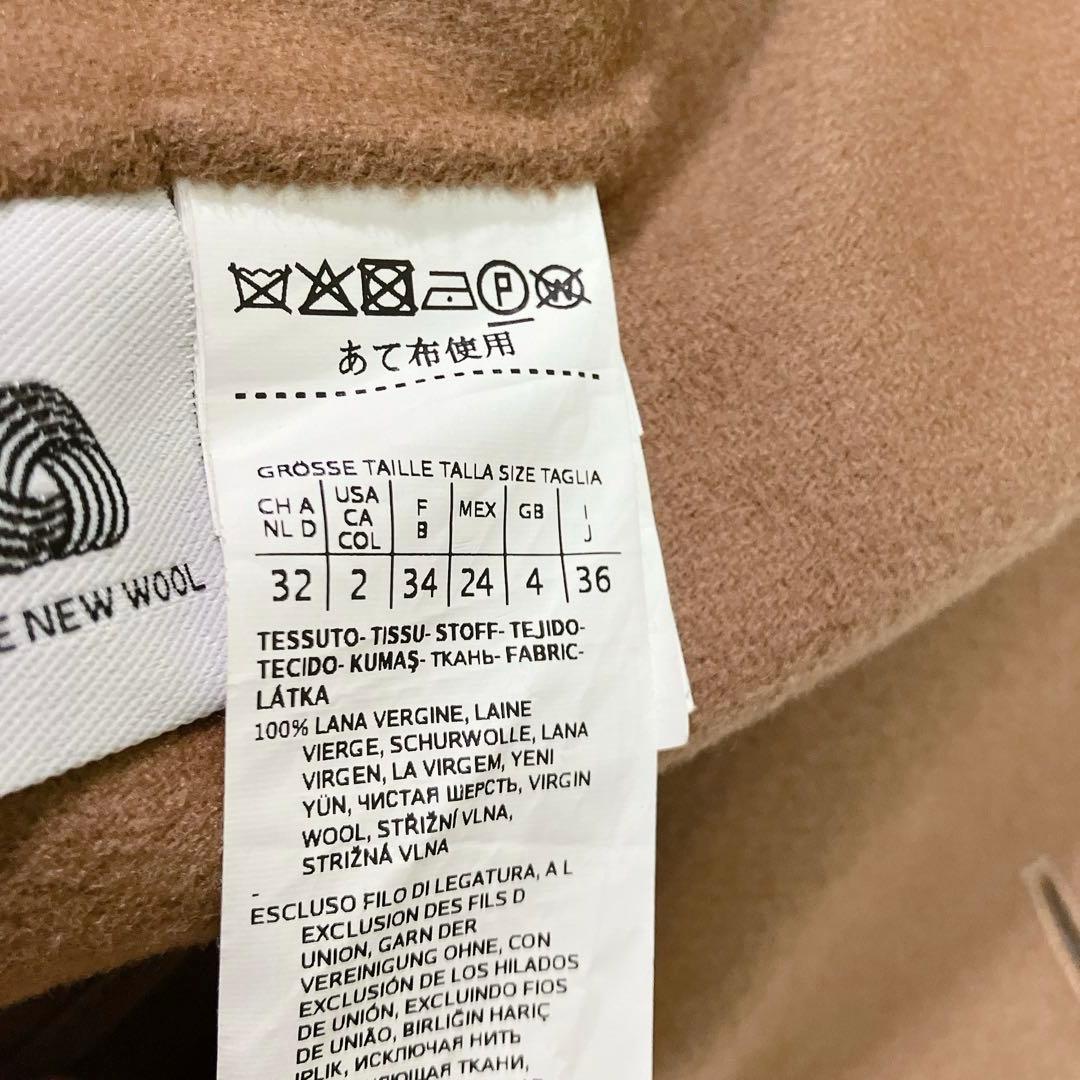 NEW WOOL
P
W
あて布使用
GRÖSSE TAILLE TALLA SIZE TAGLIA
CH A NL D USA CA COL F B MEX GB I J
32 2 34 24 4 36
TESSUTO- TISSU- STOFF- TEJIDO-
TECIDO- KUMAŞ- ТКАНЬ- FABRIC-
LÁTKA
100% LANA VERGINE, LAINE
VIERGE, SCHURWOLLE, LANA
VIRGEN, LA VIRGEM, YENI
YÜN, ЧИСТАЯ ШЕРСТЬ, VIRGIN
WOOL, STŘIŽNÍ VLNA,
STRIŽNÁ VLNA
-
ESCLUSO FILO DI LEGATURA, A L
EXCLUSION DES FILS D
UNION, GARN DER
VEREINIGUNG OHNE, CON
EXCLUSIÓN DE LOS HILADOS
DE UNIÓN, EXCLUINDO FIOS
DE UNIÃO, BIRLIĞIN HARIÇ
IPLIK, ИСКЛЮЧАЯ НИТЬ
ТКАНИ,